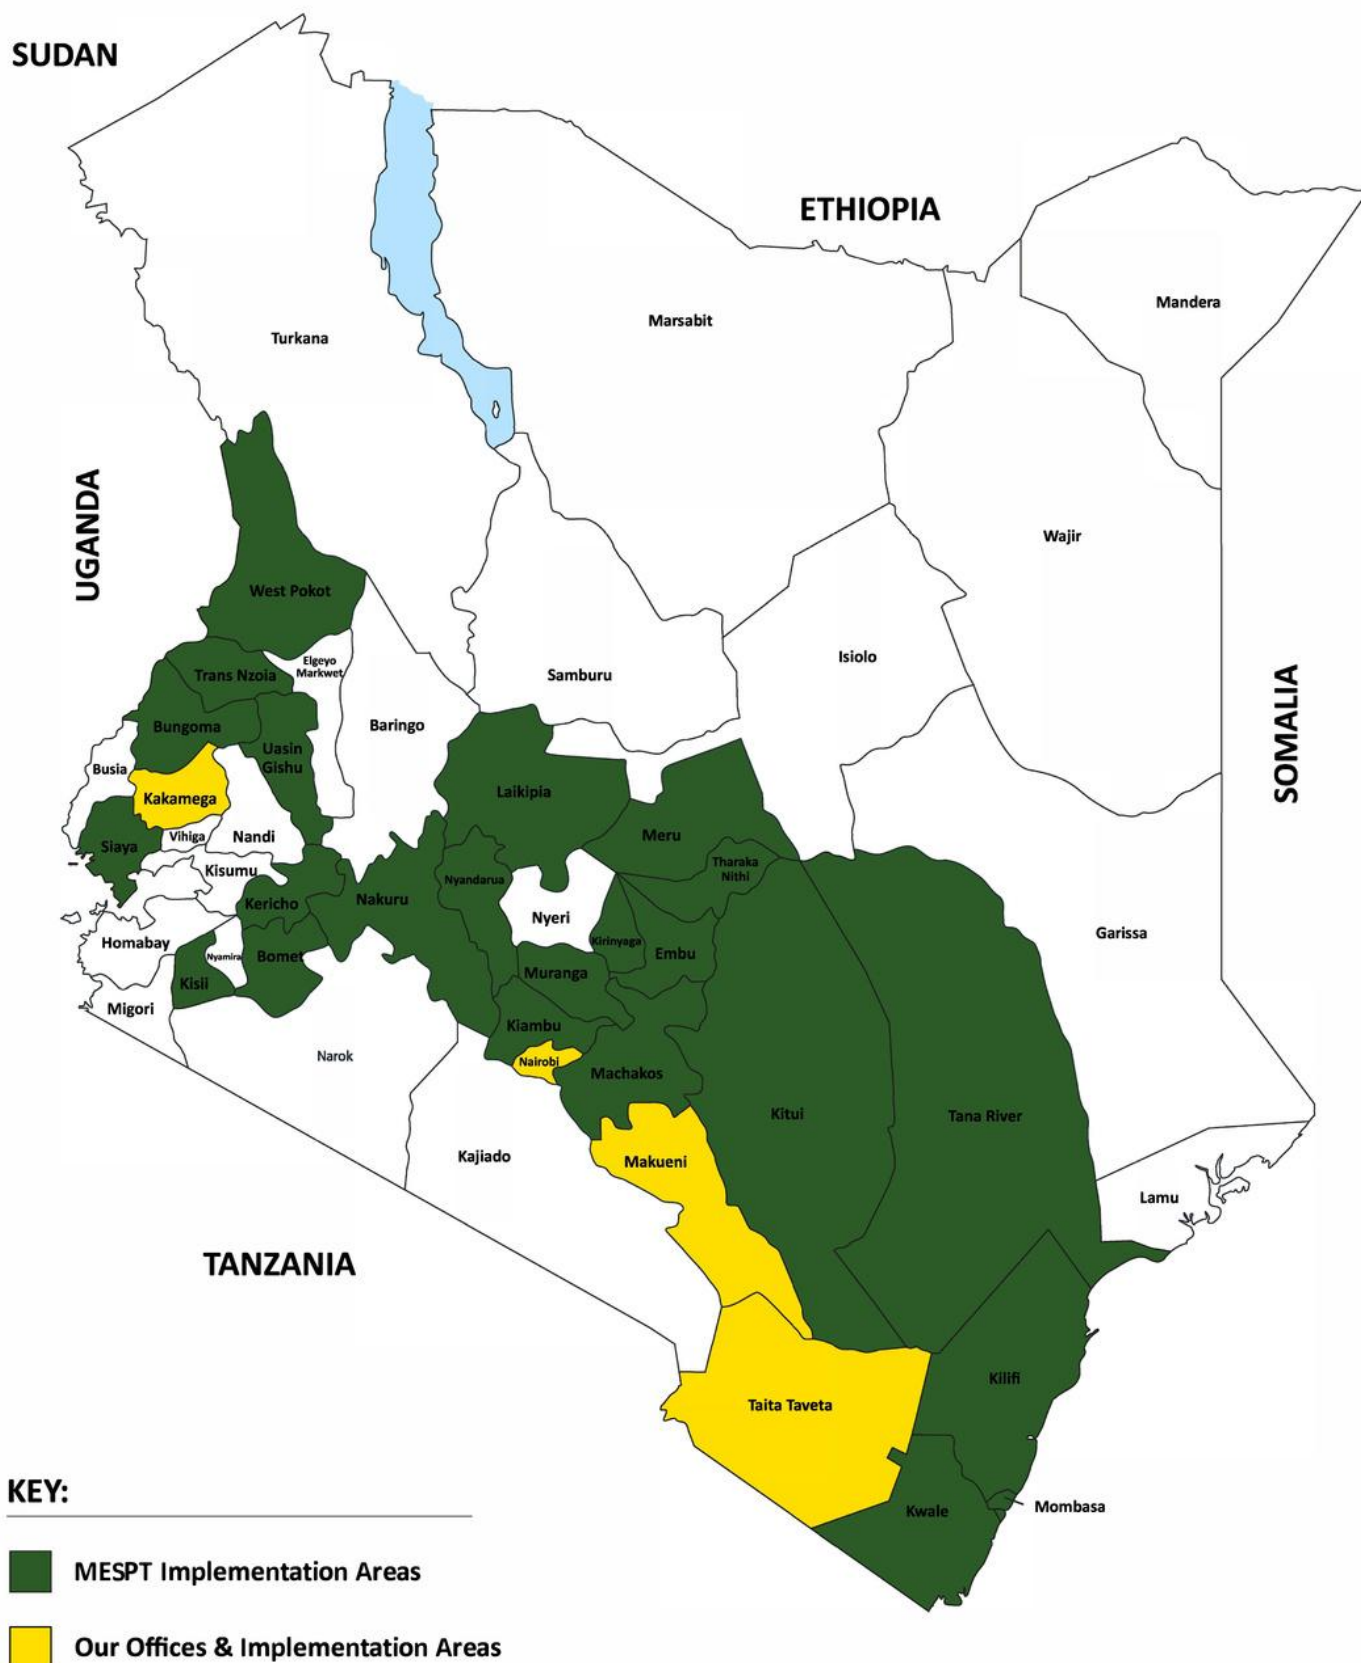 SUDAN
ETHIOPIA
Mandera
Marsabit
Turkana
UGANDA
Wajir
West Pokot
Isiolo
Elgeyo
Markwet
Trans Nzoia
Samburu
SOMALIA
Bungoma
Baringo
Uasin
Gishu
Busia
Kakamega
Laikipia
Vihiga
Nandi
Meru
Siaya
Tharaka
Nithi
Kisumu
Nyandarua
Kericho
Nakuru
Nyeri
Garissa
Homabay
Kirinyaga
Nyamira
Bomet
Embu
Muranga
Kisii
Migori
Kiambu
Narok
Nairobi
Machakos
Kitui
Tana River
Kajiado
Makueni
Lamu
TANZANIA
Kilifi
Taita Taveta
KEY:
Kwale
Mombasa
MESPT Implementation Areas
Our Offices & Implementation Areas